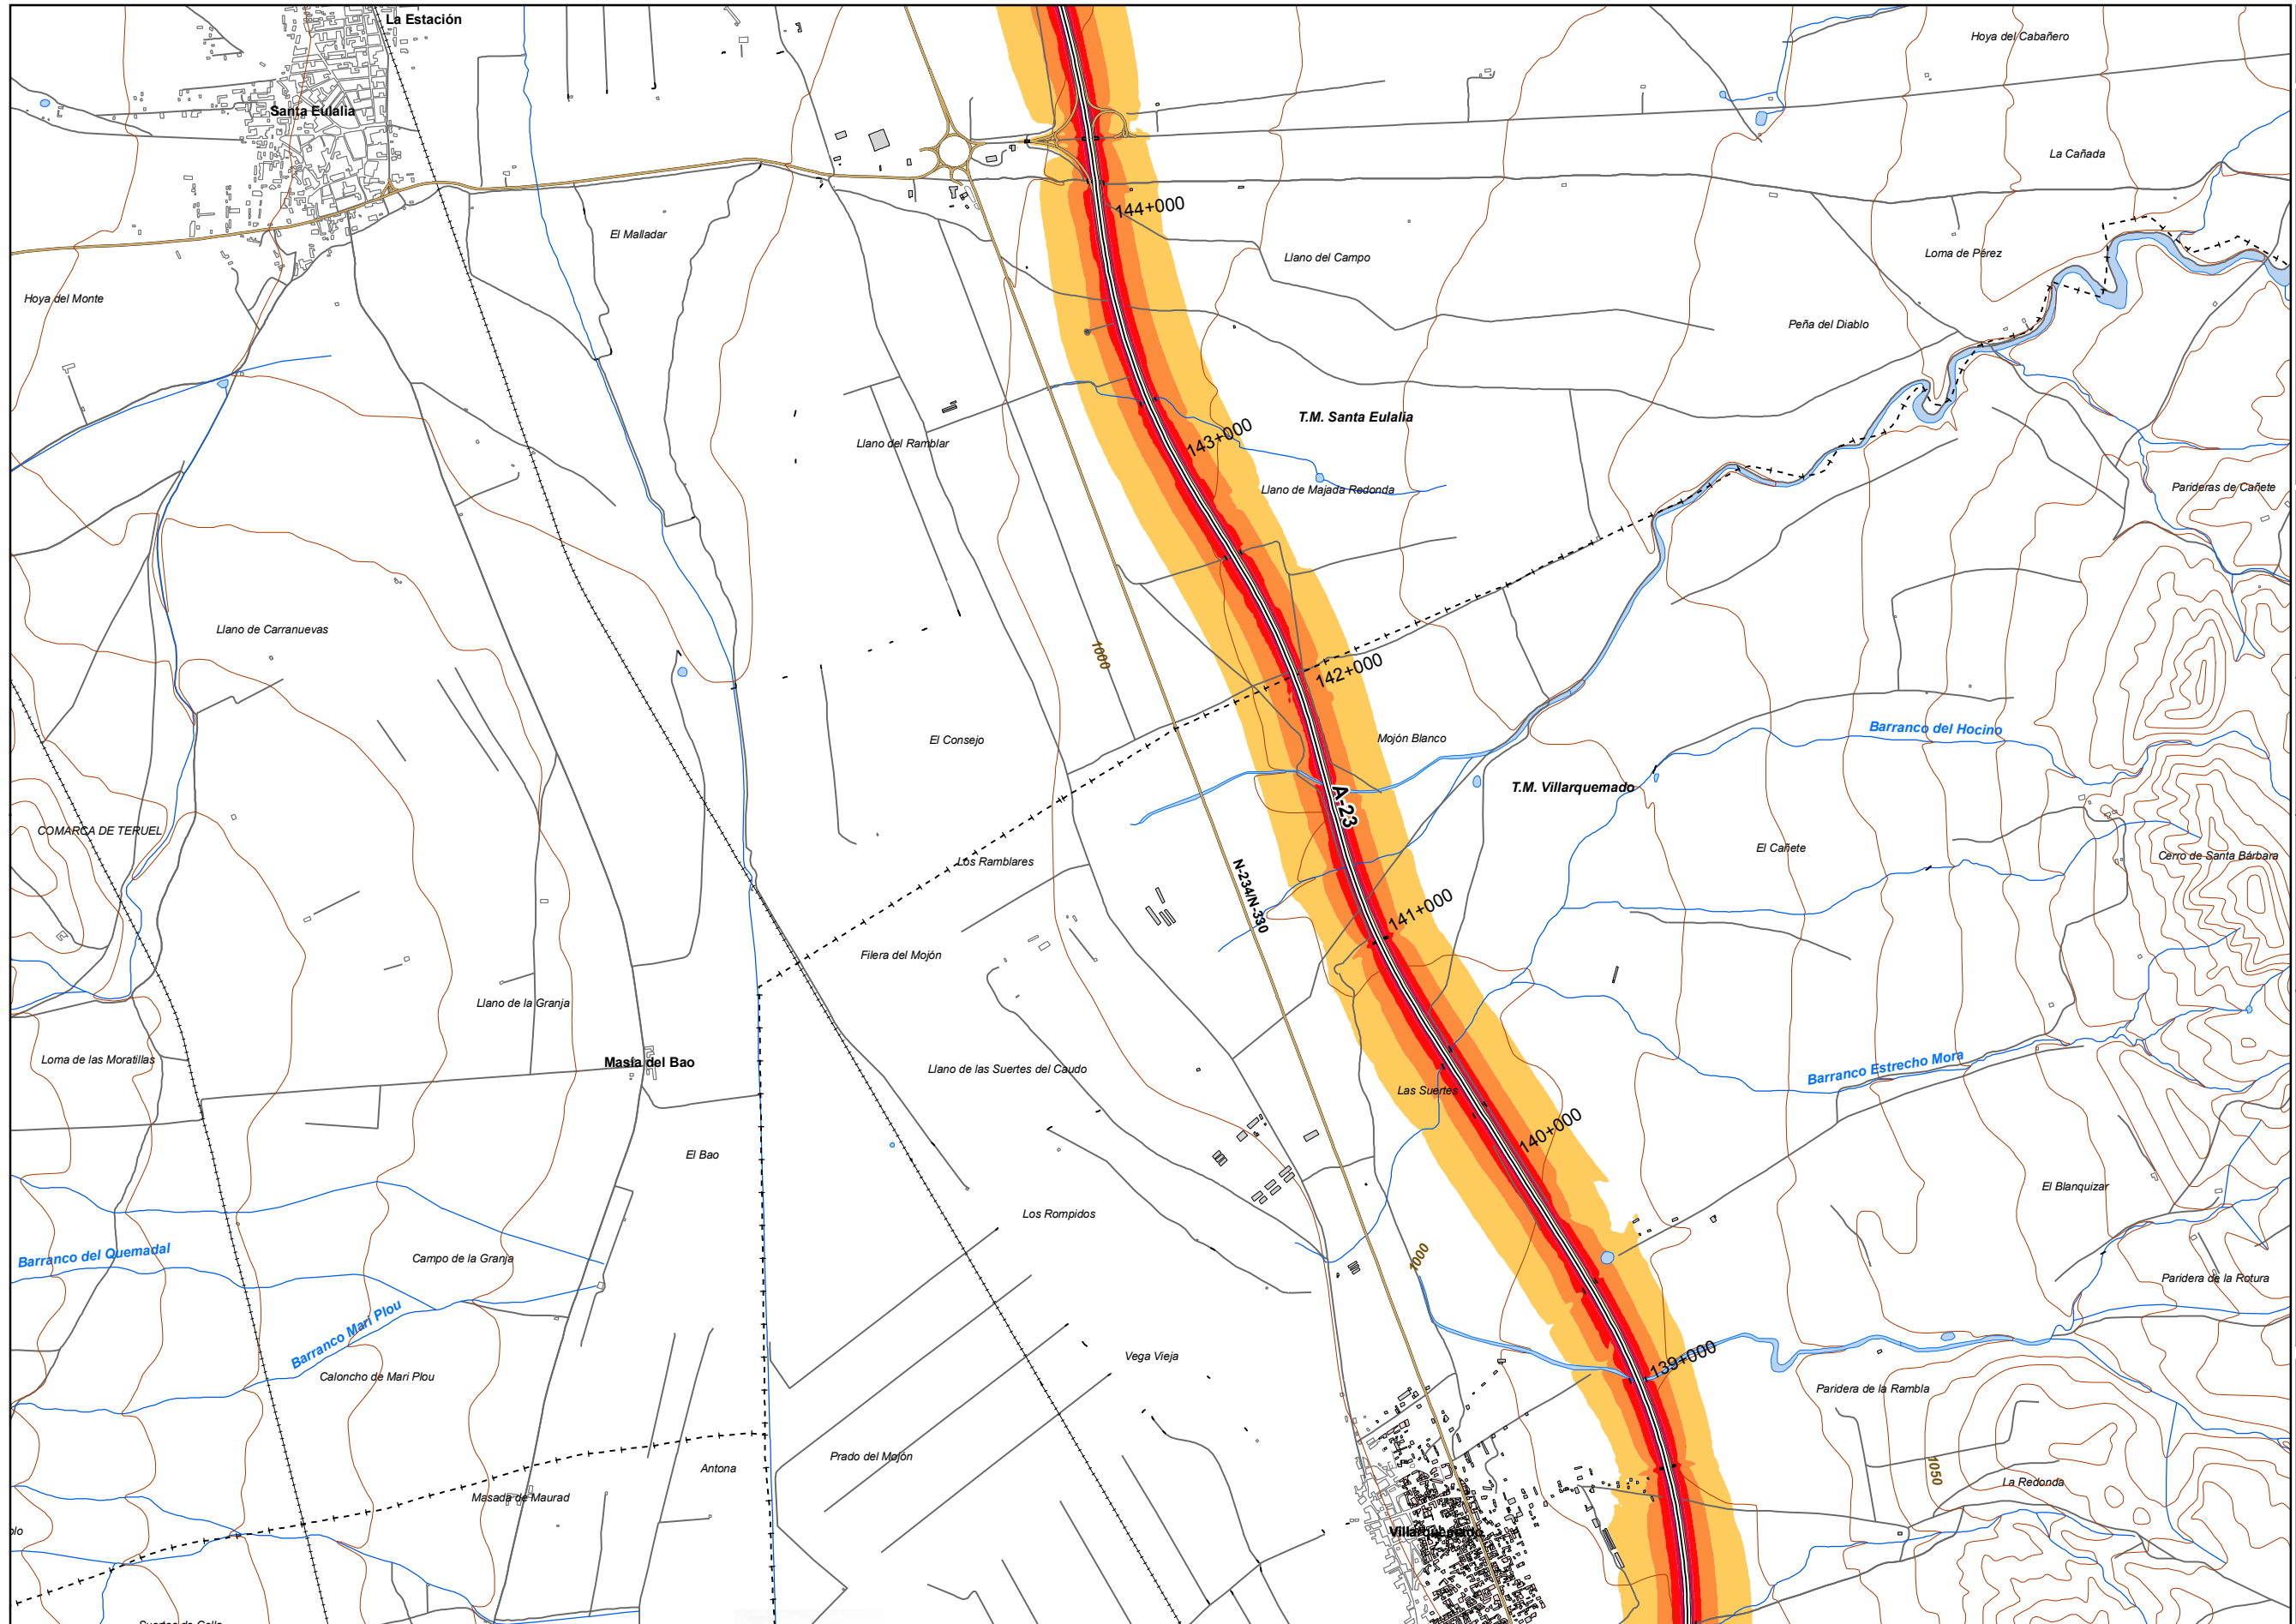 La Estación
Hoya del Cabañero
Santa Eulalia
La Cañada
144+000
El Malladar
Llano del Campo
Loma de Pérez
Hoya del Monte
Peña del Diablo
T.M. Santa Eulalia
143+000
Llano del Ramblar
Llano de Majada Redonda
Parideras de Cañete
Llano de Carranuevas
1000
142+000
El Consejo
Mojón Blanco
Barranco del Hocino
T.M. Villarquemado
A-23
COMARCA DE TERUEL
Los Ramblares
El Cañete
Cerro de Santa Bárbara
N-234/N-330
141+000
Filera del Mojón
Llano de la Granja
Loma de las Moratillas
Masía del Bao
Llano de las Suertes del Caudo
Barranco Estrecho Mora
Las Suertes
140+000
El Bao
El Blanquizar
Los Rompidos
Barranco del Quemadal
Campo de la Granja
1000
Paridera de la Rotura
Barranco Mari Plou
Vega Vieja
139+000
Caloncho de Mari Plou
Paridera de la Rambla
Prado del Mojón
Antona
1050
La Redonda
Masada de Maurad
Villarquemado